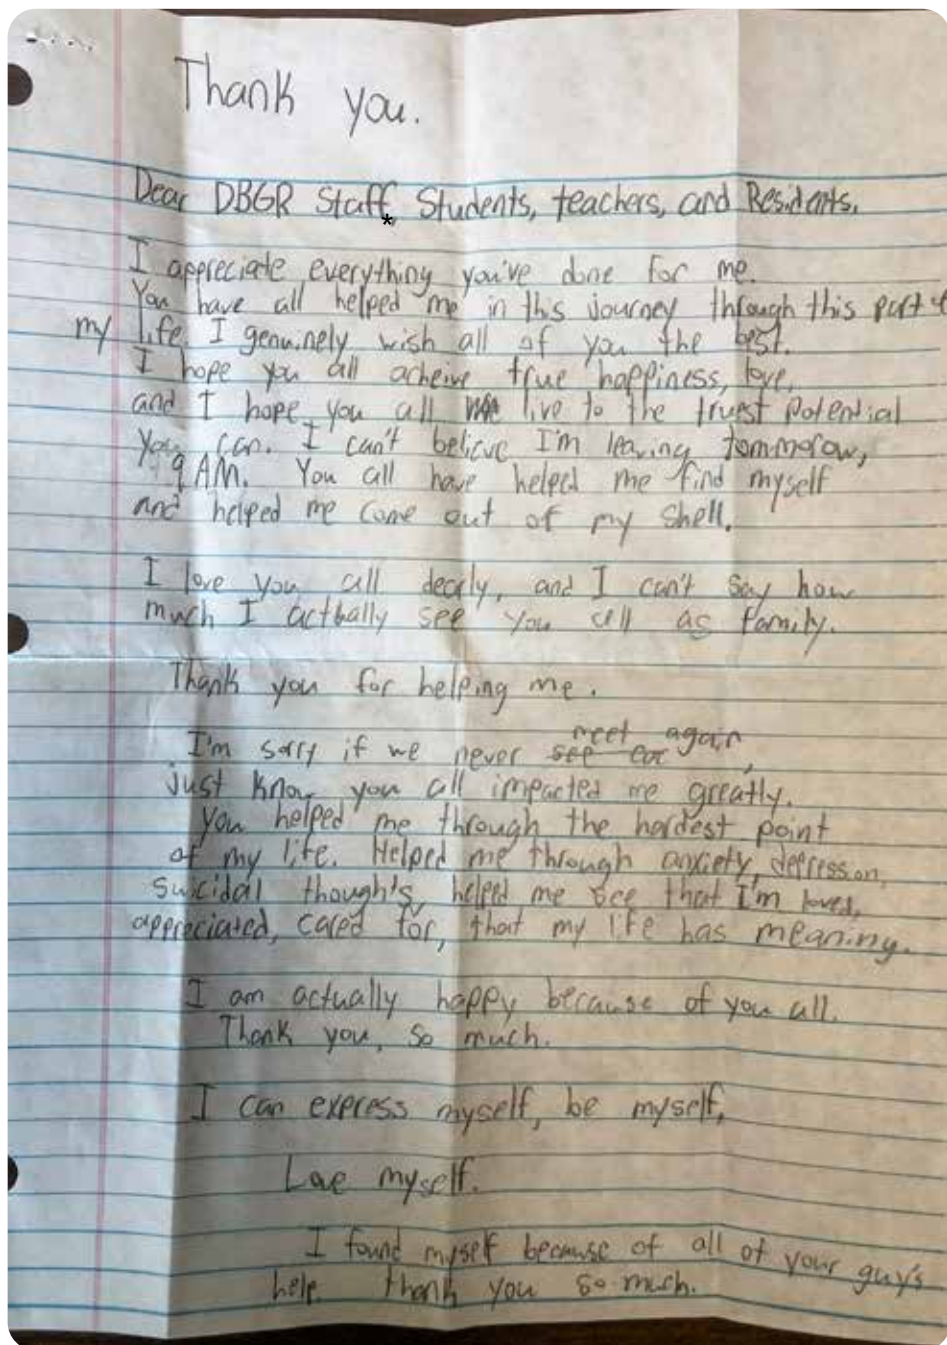 Thank you.
Dear DBGR Staff, Students, teachers, and Residents.
*
I appreciate everything you've done for me.
You have all helped me in this journey through this part of
my life. I genuinely wish all of you the best.
I hope you all acheive true happiness, love,
and I hope you all live to the truest potential
you can. I can't believe I'm leaving tommorow,
9 AM. You all have helped me find myself
and helped me come out of my shell.
I love you all dearly, and I can't say how
much I actually see you all as family.
Thank you for helping me.
meet again
I'm sorry if we never see ,
just know you all impacted me greatly.
You helped me through the hardest point
of my life. Helped me through anxiety, depression,
suicidal though's, helped me see that I'm loved,
appreciated, cared for, that my life has meaning.
I am actually happy because of you all.
Thank you, so much.
I can express myself, be myself,
Love myself.
I found myself because of all of your guy's
help thank you so much.